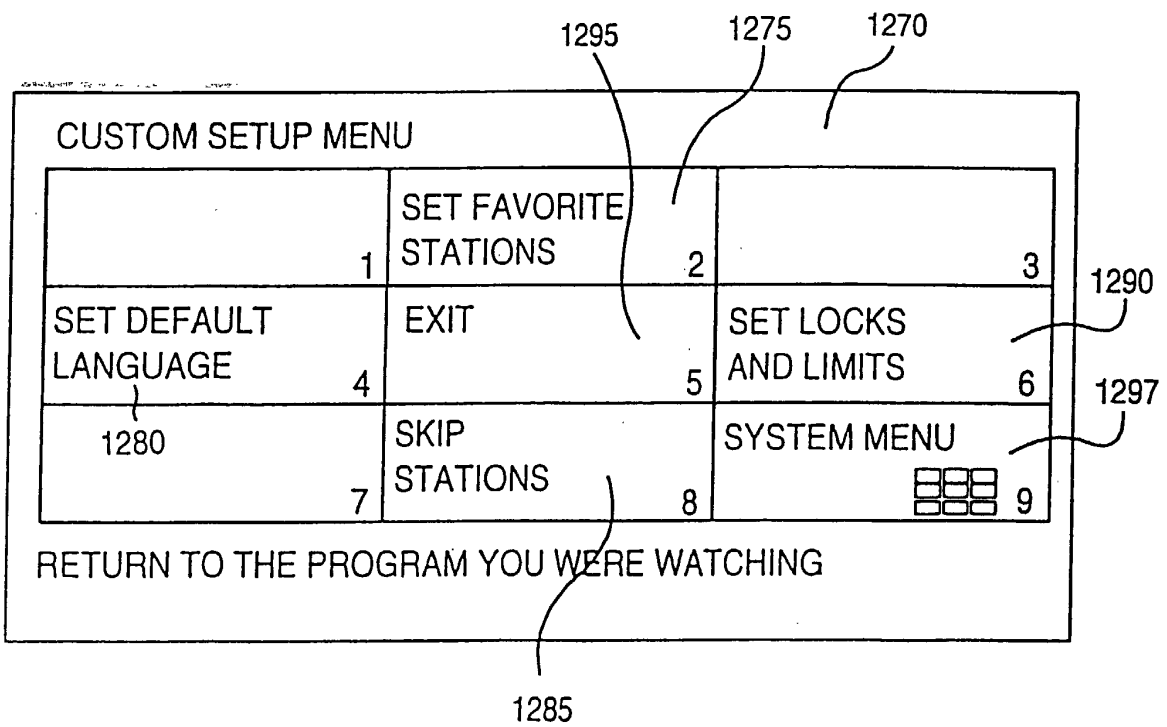 1295 1275 1270
CUSTOM SETUP MENU
1
SET FAVORITE
STATIONS 2
3
1290
SET DEFAULT
LANGUAGE 4
1280
EXIT
5
SET LOCKS
AND LIMITS 6
1297
7
SKIP
STATIONS 8
SYSTEM MENU
9
RETURN TO THE PROGRAM YOU WERE WATCHING
1285